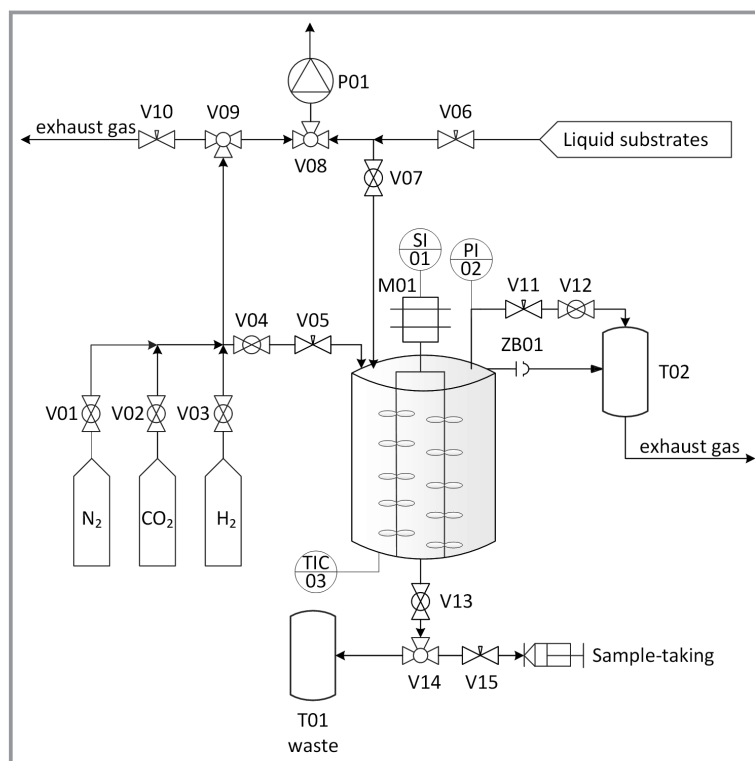 P01
V10
V09
V06
exhaust gas
V08
Liquid substrates
V07
SI
01
PI
02
M01
V11
V12
V04
V05
ZB01
T02
V01
V02
V03
exhaust gas
N₂
CO₂
H₂
TIC
03
V13
Sample-taking
V14
V15
T01
waste